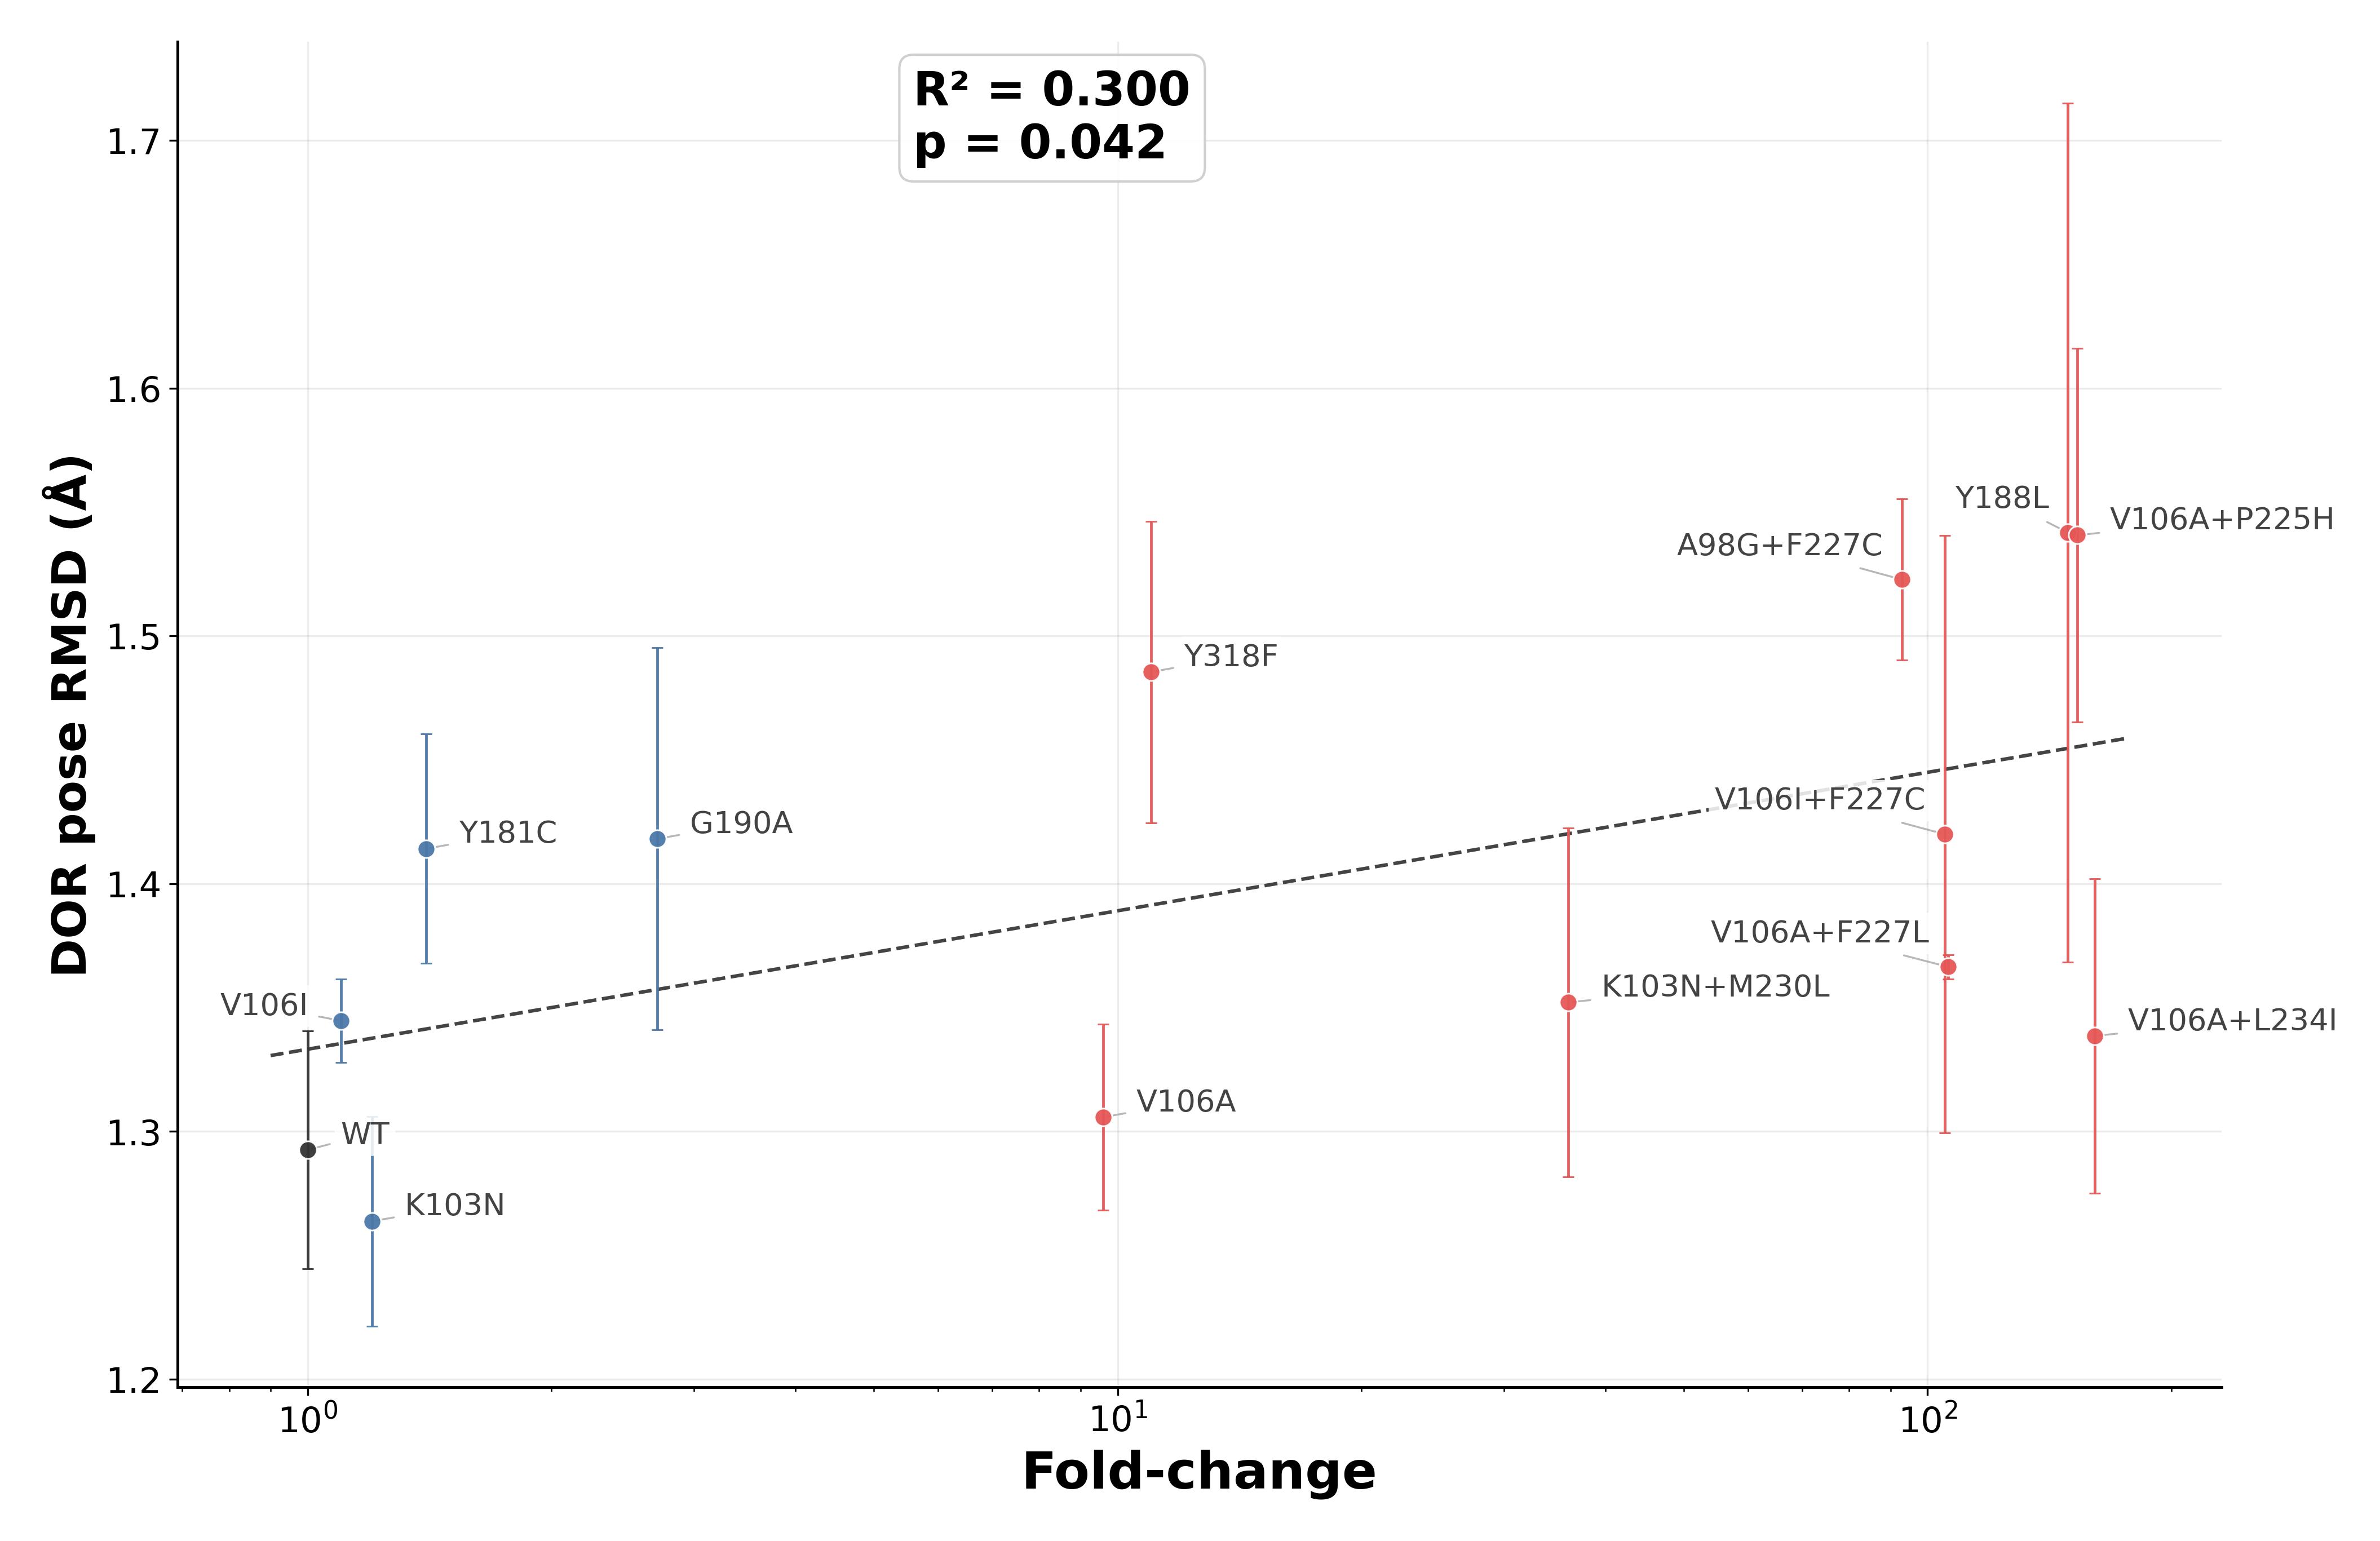 R² = 0.300
p = 0.042
1.7
1.6
1.5
1.4
1.3
1.2
DOR pose RMSD (Å)
Y188L
V106A+P225H
A98G+F227C
Y318F
V106I+F227C
G190A
Y181C
V106A+F227L
K103N+M230L
V106I
V106A+L234I
V106A
WT
K103N
10⁰
10¹
10²
Fold-change